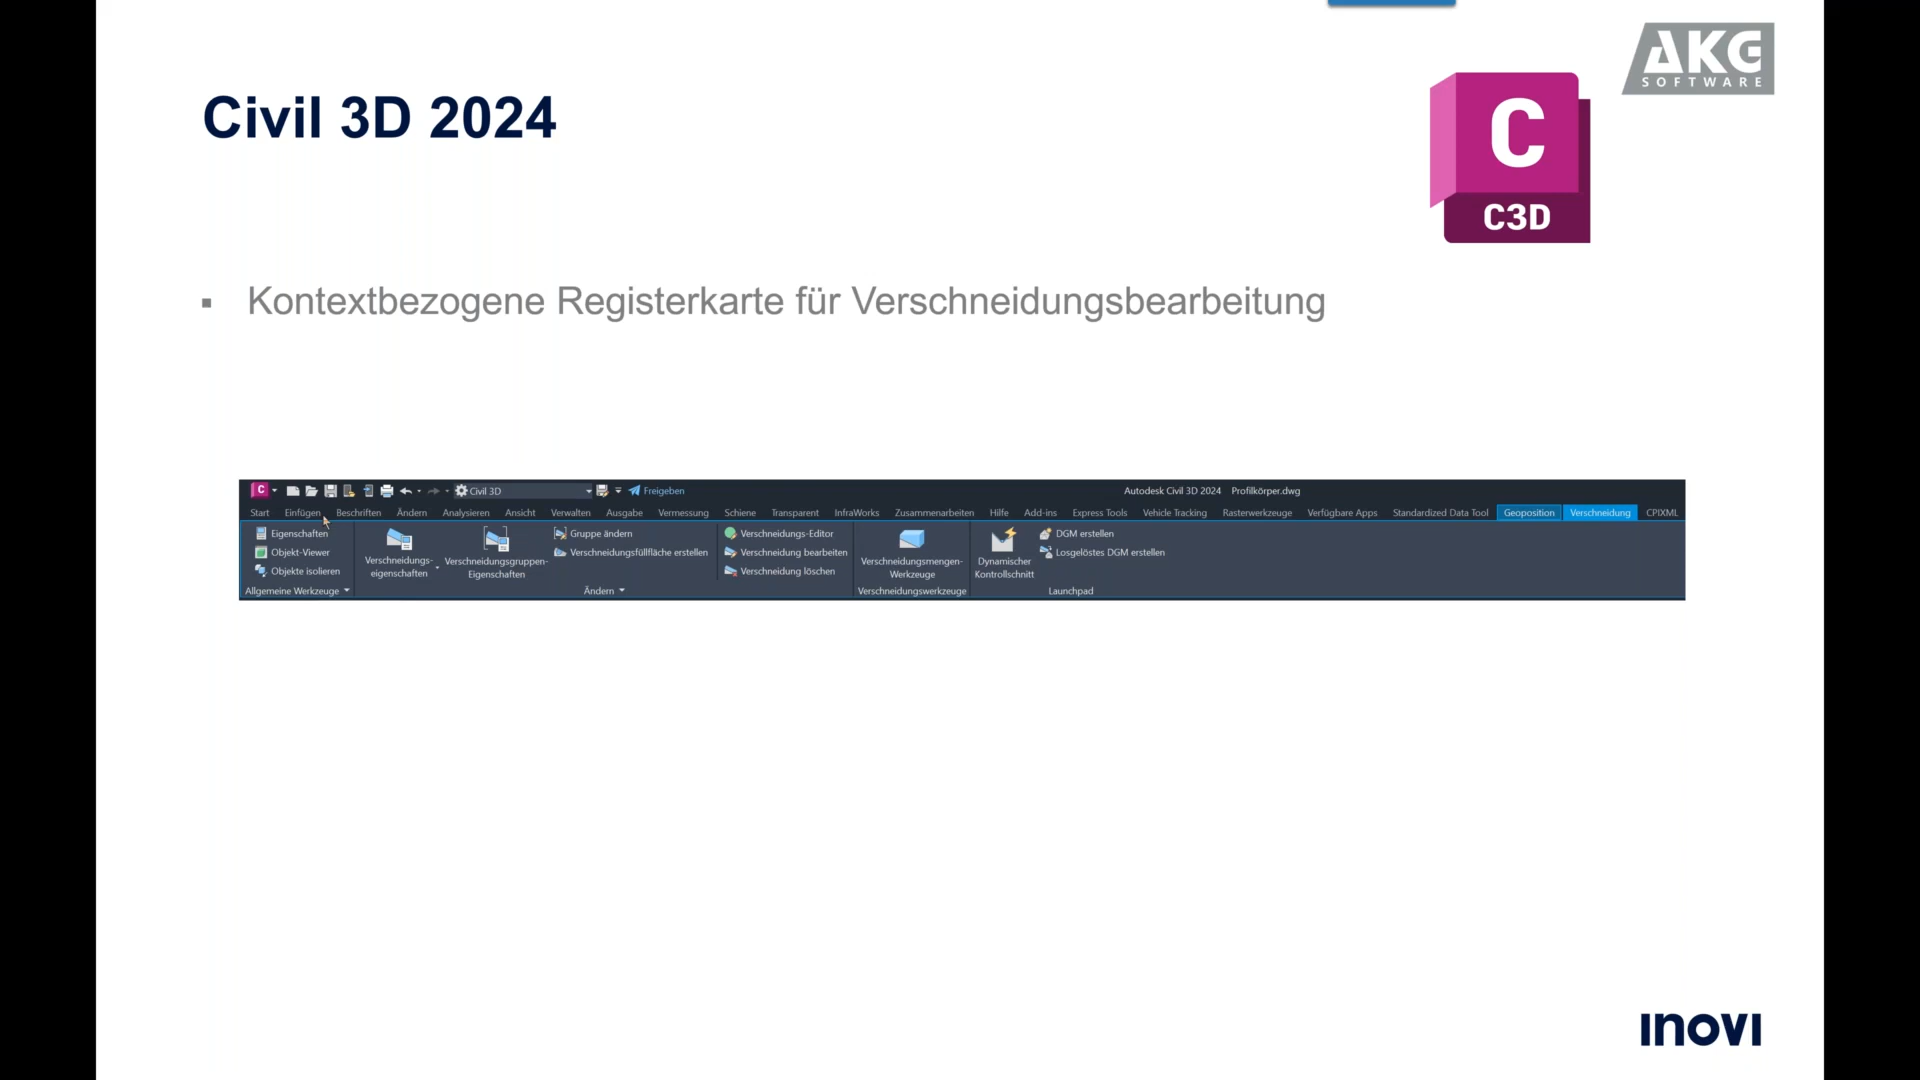 AKG
SOFTWARE
Civil 3D 2024
C
C3D
▪ Kontextbezogene Registerkarte für Verschneidungsbearbeitung
C Civil 3D Freigeben Autodesk Civil 3D 2024 Profilkörper.dwg
Start Einfügen Beschriften Ändern Analysieren Ansicht Verwalten Ausgabe Vermessung Schiene Transparent InfraWorks Zusammenarbeiten Hilfe Add-ins Express Tools Vehicle Tracking Rasterwerkzeuge Verfügbare Apps Standardized Data Tool Geoposition Verschneidung CPIXML
Eigenschaften
Objekt-Viewer
Objekte isolieren
Allgemeine Werkzeuge
Verschneidungs-
eigenschaften
Verschneidungsgruppen-
Eigenschaften
Gruppe ändern
Verschneidungsfüllfläche erstellen
Verschneidungs-Editor
Verschneidung bearbeiten
Verschneidung löschen
Ändern
Verschneidungsmengen-
Werkzeuge
Verschneidungswerkzeuge
Dynamischer
Kontrollschnitt
DGM erstellen
Losgelöstes DGM erstellen
Launchpad
INOVI